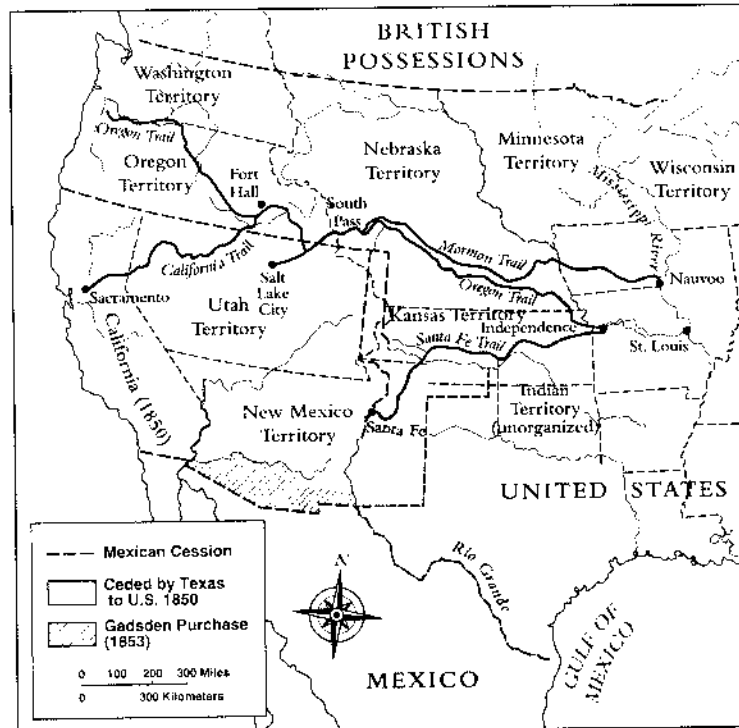 BRITISH
POSSESSIONS
Washington
Territory
Oregon Trail
Oregon
Territory
Fort
Hall
Nebraska
Territory
Minnesota
Territory
Wisconsin
Territory
Mississippi River
South
Pass
California Trail
Mormon Trail
Oregon Trail
Nauvoo
Sacramento
Salt
Lake
City
Utah
Territory
Kansas Territory
Independence
Santa Fe Trail
St. Louis
California (1850)
New Mexico
Territory
Santa Fe
Indian
Territory
(unorganized)
UNITED STATES
Mexican Cession
Ceded by Texas
to U.S. 1850
Gadsden Purchase
(1853)
0 100 200 300 Miles
0 300 Kilometers
N
Rio Grande
MEXICO
GULF OF
MEXICO